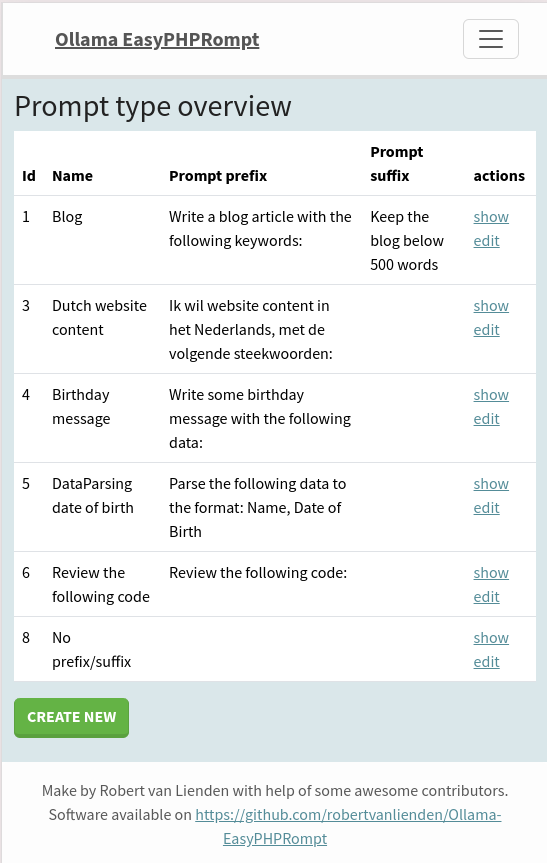 Ollama EasyPHPRompt
Prompt type overview
Id Name Prompt prefix Prompt suffix actions
1 Blog Write a blog article with the following keywords: Keep the blog below 500 words show edit
3 Dutch website content Ik wil website content in het Nederlands, met de volgende steekwoorden: show edit
4 Birthday message Write some birthday message with the following data: show edit
5 DataParsing date of birth Parse the following data to the format: Name, Date of Birth show edit
6 Review the following code Review the following code: show edit
8 No prefix/suffix show edit
CREATE NEW
Make by Robert van Lienden with help of some awesome contributors.
Software available on https://github.com/robertvanlienden/Ollama-
EasyPHPRompt